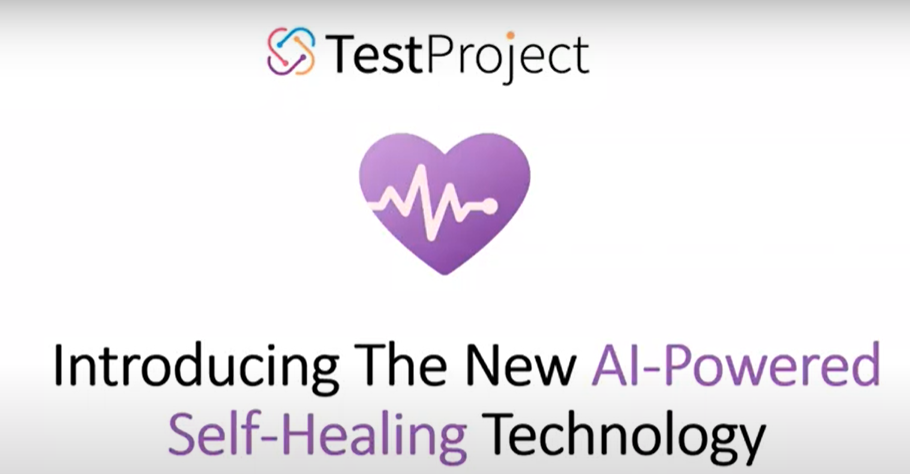 TestProject
Introducing The New AI-Powered
Self-Healing Technology